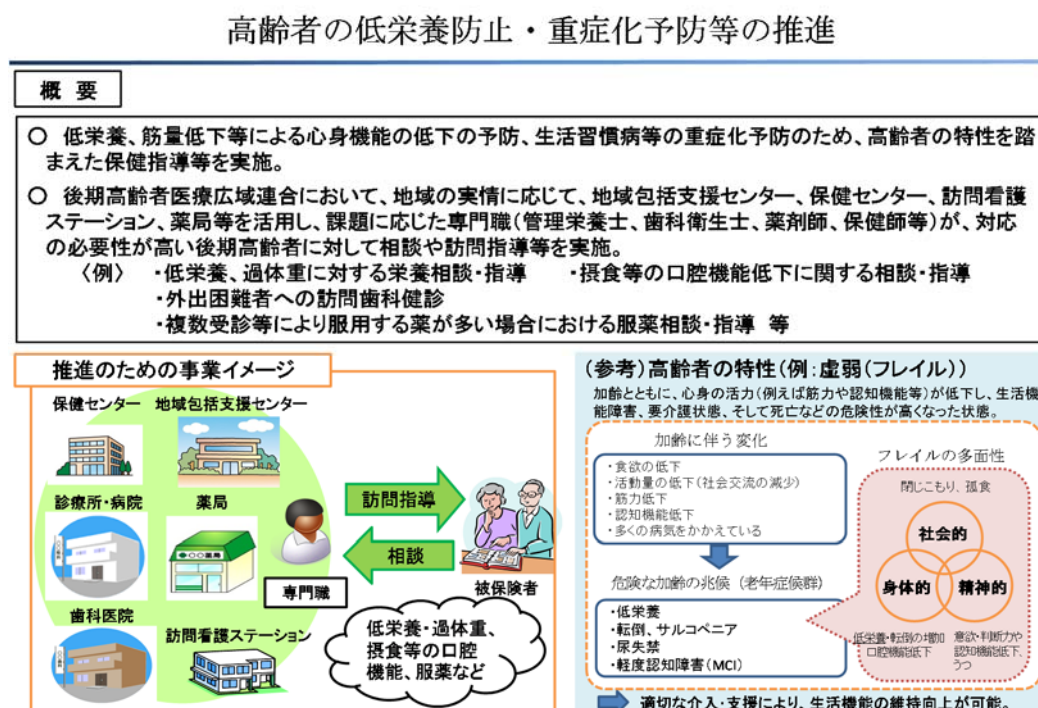 高齢者の低栄養防止・重症化予防等の推進
概 要
○ 低栄養、筋量低下等による心身機能の低下の予防、生活習慣病等の重症化予防のため、高齢者の特性を踏
まえた保健指導等を実施。
○ 後期高齢者医療広域連合において、地域の実情に応じて、地域包括支援センター、保健センター、訪問看護
ステーション、薬局等を活用し、課題に応じた専門職(管理栄養士、歯科衛生士、薬剤師、保健師等)が、対応
の必要性が高い後期高齢者に対して相談や訪問指導等を実施。
〈例〉 ・低栄養、過体重に対する栄養相談・指導 ・摂食等の口腔機能低下に関する相談・指導
・外出困難者への訪問歯科健診
・複数受診等により服用する薬が多い場合における服薬相談・指導 等
推進のための事業イメージ
保健センター 地域包括支援センター
診療所・病院 薬局
○○薬局
歯科医院
訪問看護ステーション
専門職
訪問指導
相談
被保険者
低栄養・過体重、
摂食等の口腔
機能、服薬など
(参考)高齢者の特性(例:虚弱(フレイル))
加齢とともに、心身の活力(例えば筋力や認知機能等)が低下し、生活機
能障害、要介護状態、そして死亡などの危険性が高くなった状態。
加齢に伴う変化
・食欲の低下
・活動量の低下(社会交流の減少)
・筋力低下
・認知機能低下
・多くの病気をかかえている
危険な加齢の兆候(老年症候群)
・低栄養
・転倒、サルコペニア
・尿失禁
・軽度認知障害(MCI)
フレイルの多面性
閉じこもり、孤食
社会的
身体的 精神的
低栄養・転倒の増加
口腔機能低下
意欲・判断力や
認知機能低下、
うつ
適切な介入・支援により、生活機能の維持向上が可能。